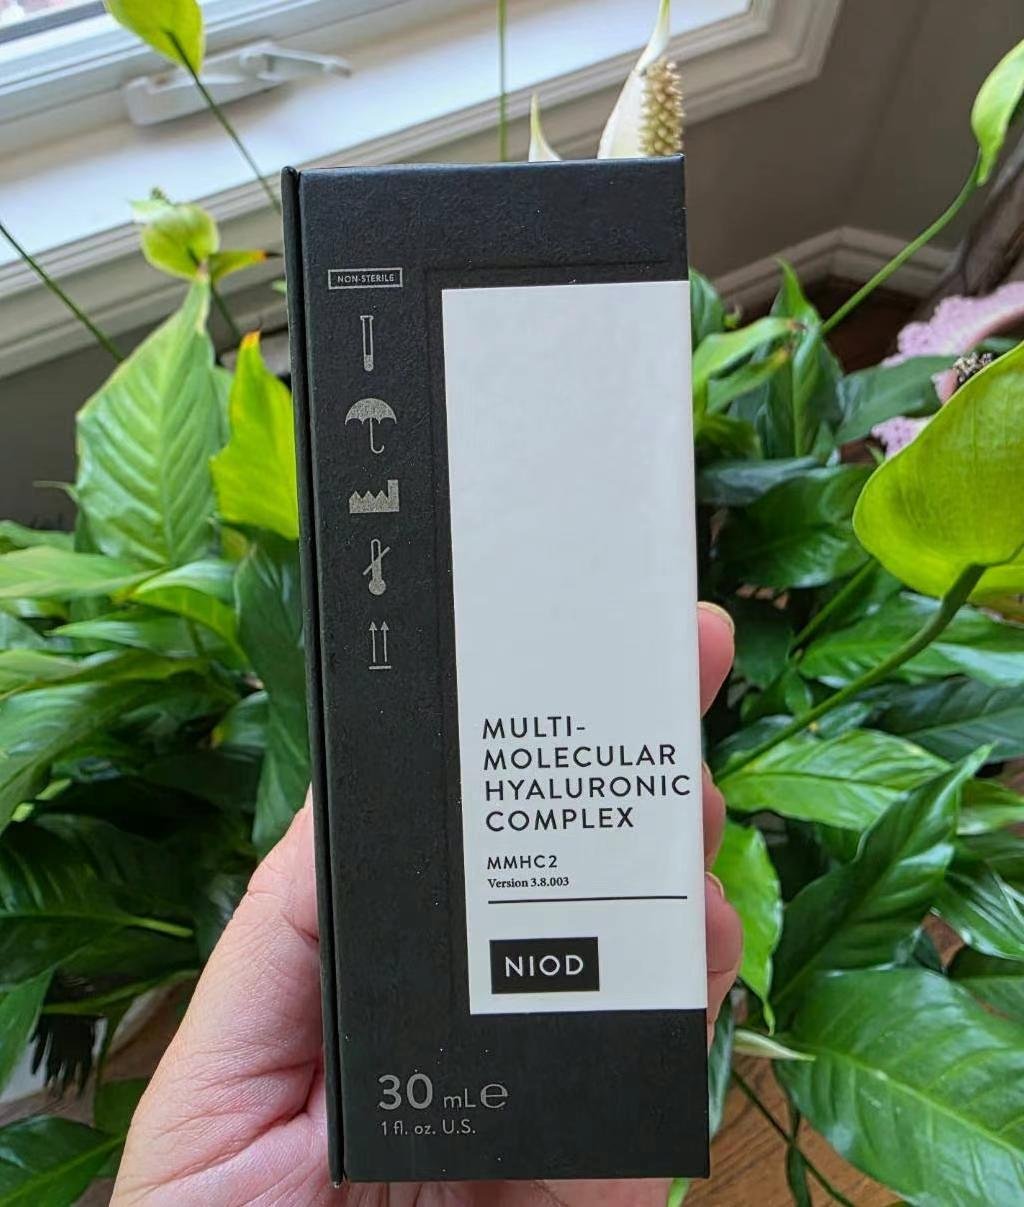 NON-STERILE
MULTI-
MOLECULAR
HYALURONIC
COMPLEX
MMHC2
Version 3.8.003
NIOD
30 mL ℮
1 fl. oz. U.S.